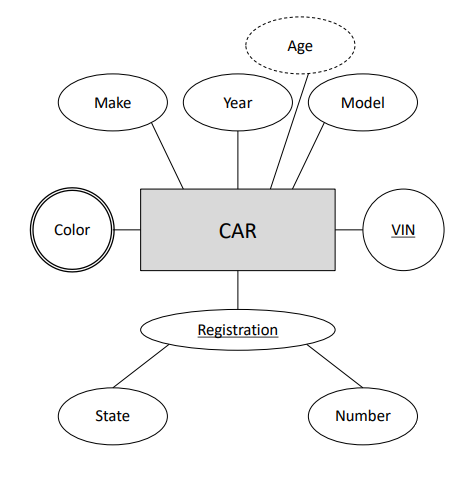 Age
Make
Year
Model
Color
CAR
VIN
Registration
State
Number